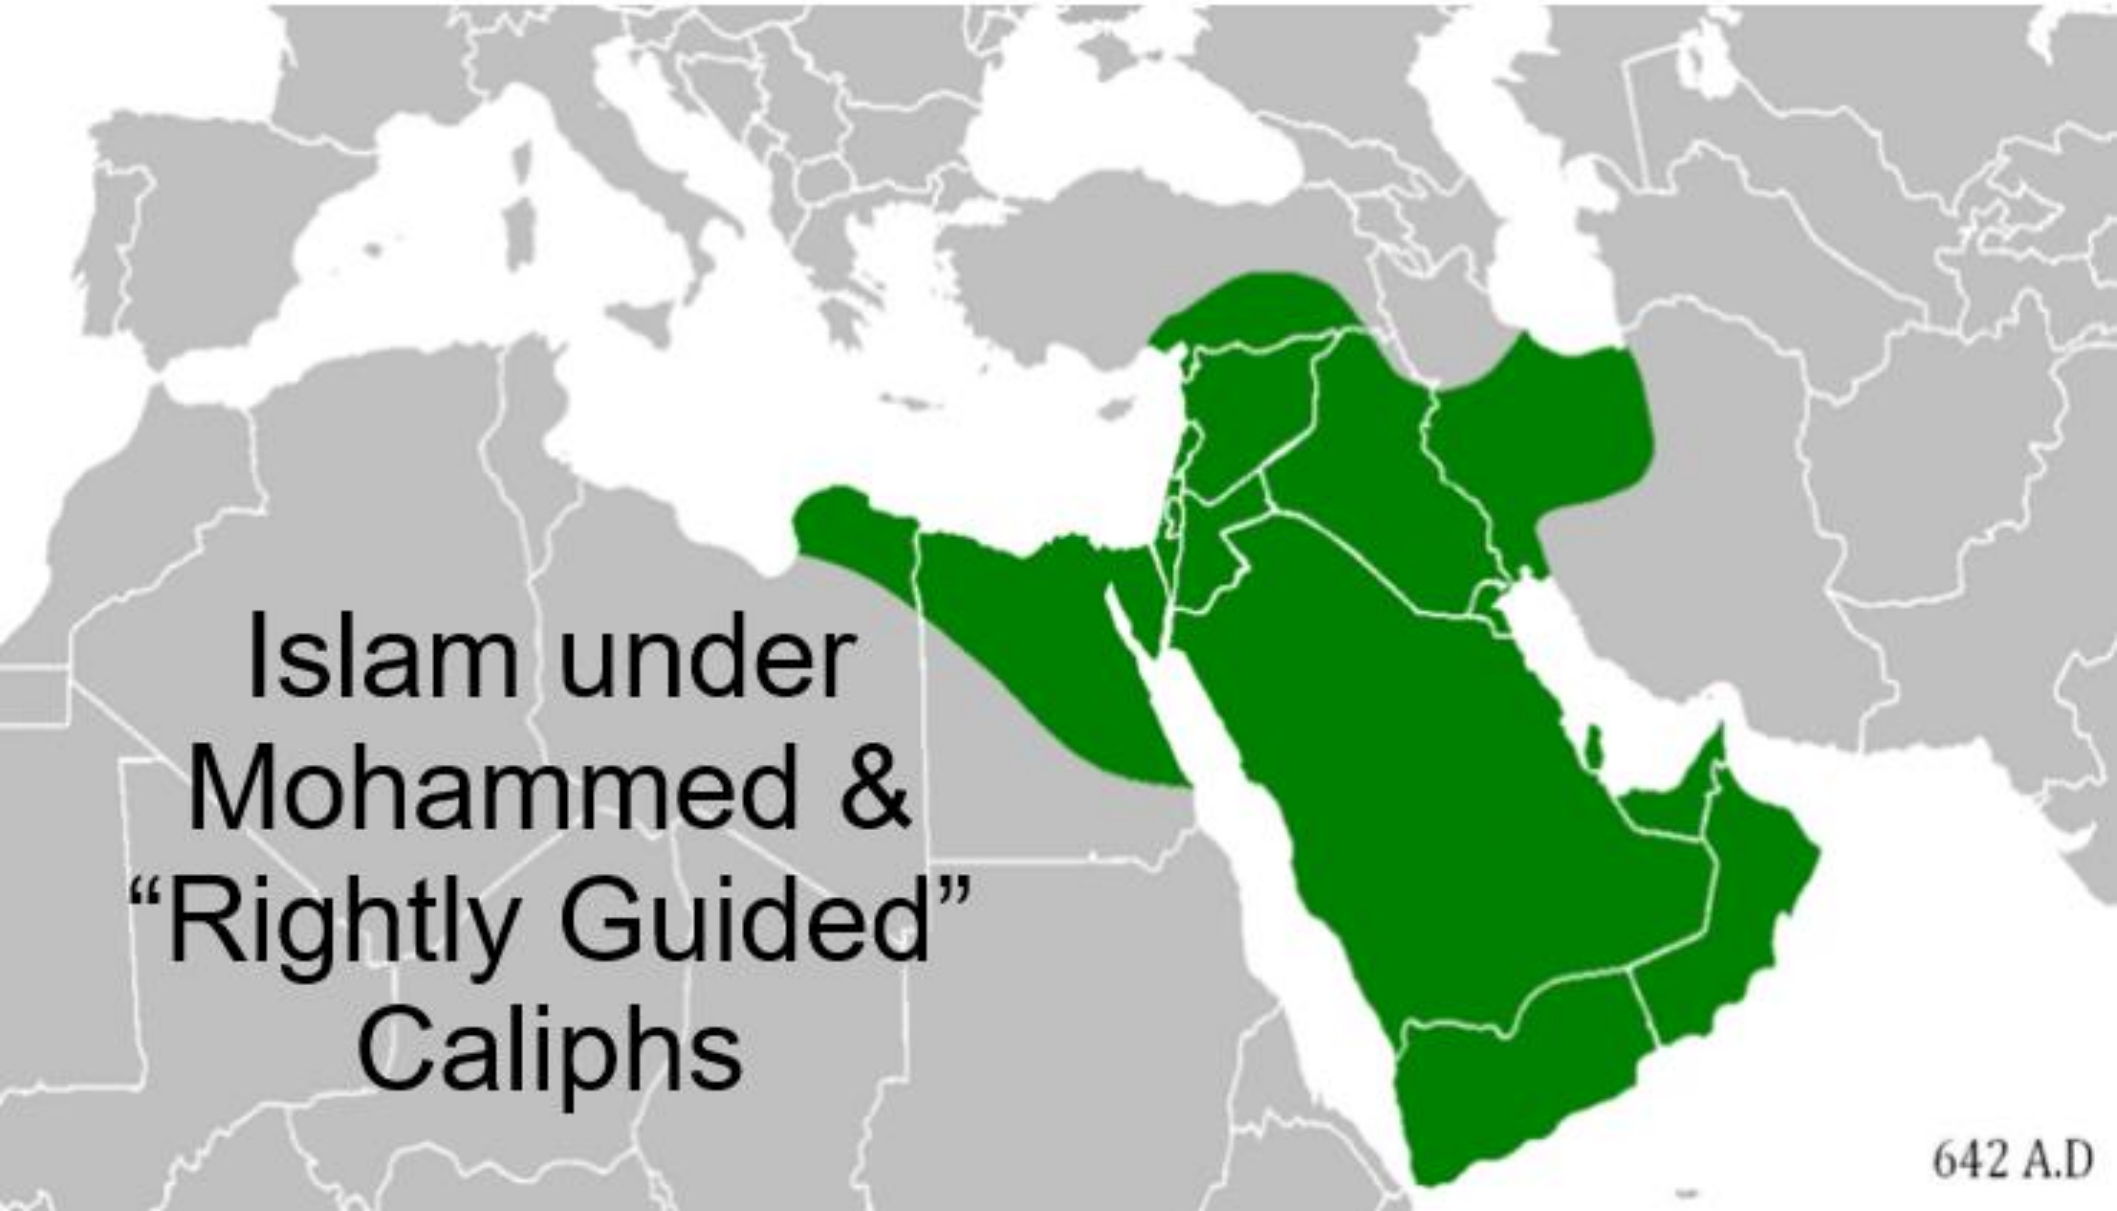 Islam under
Mohammed &
“Rightly Guided”
Caliphs
642 A.D